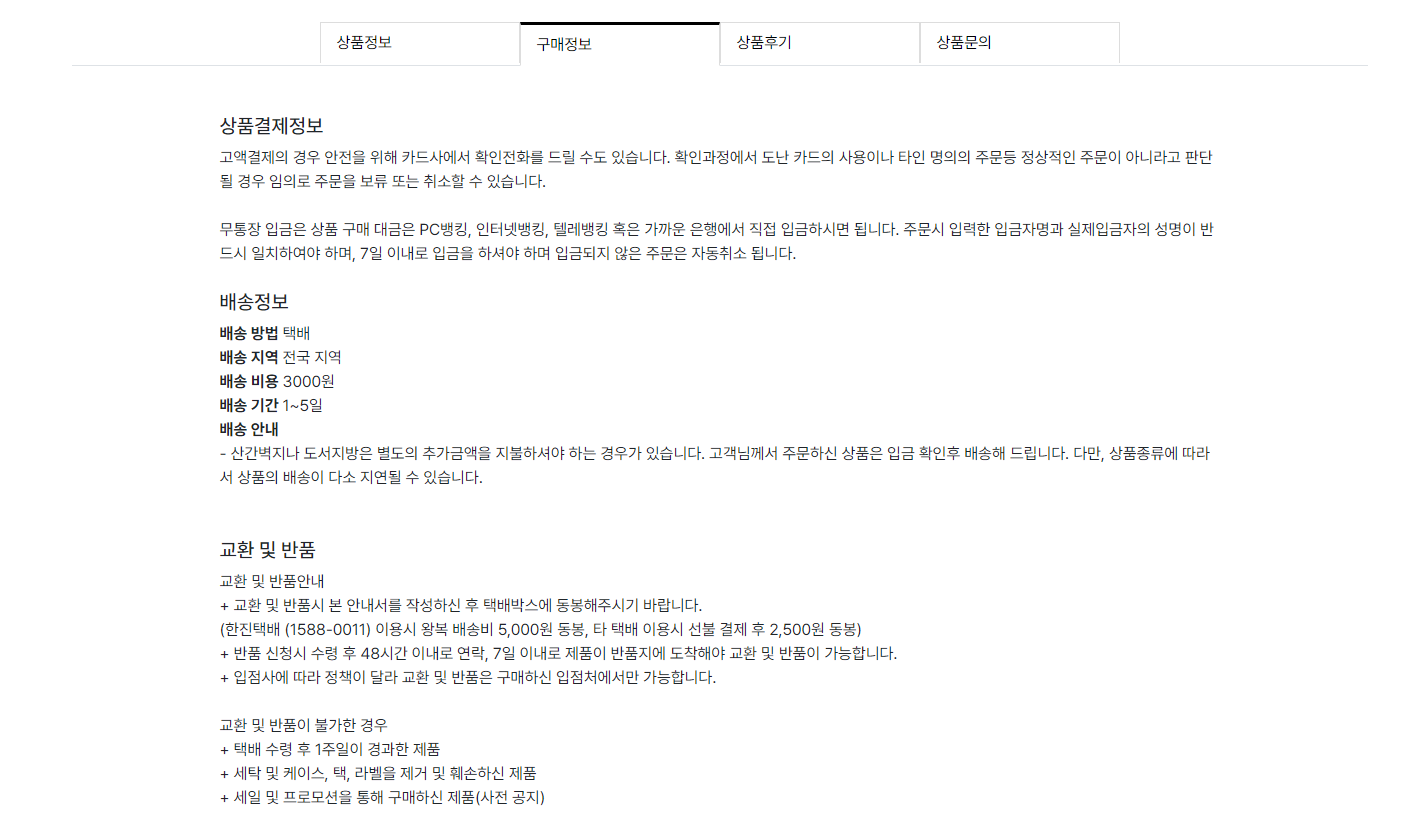 상품정보
구매정보
상품후기
상품문의
상품결제정보
고액결제의 경우 안전을 위해 카드사에서 확인전화를 드릴 수도 있습니다. 확인과정에서 도난 카드의 사용이나 타인 명의의 주문등 정상적인 주문이 아니라고 판단
될 경우 임의로 주문을 보류 또는 취소할 수 있습니다.
무통장 입금은 상품 구매 대금은 PC뱅킹, 인터넷뱅킹, 텔레뱅킹 혹은 가까운 은행에서 직접 입금하시면 됩니다. 주문시 입력한 입금자명과 실제입금자의 성명이 반
드시 일치하여야 하며, 7일 이내로 입금을 하셔야 하며 입금되지 않은 주문은 자동취소 됩니다.
배송정보
배송 방법 택배
배송 지역 전국 지역
배송 비용 3000원
배송 기간 1~5일
배송 안내
- 산간벽지나 도서지방은 별도의 추가금액을 지불하셔야 하는 경우가 있습니다. 고객님께서 주문하신 상품은 입금 확인후 배송해 드립니다. 다만, 상품종류에 따라
서 상품의 배송이 다소 지연될 수 있습니다.
교환 및 반품
교환 및 반품안내
+ 교환 및 반품시 본 안내서를 작성하신 후 택배박스에 동봉해주시기 바랍니다.
(한진택배 (1588-0011) 이용시 왕복 배송비 5,000원 동봉, 타 택배 이용시 선불 결제 후 2,500원 동봉)
+ 반품 신청시 수령 후 48시간 이내로 연락, 7일 이내로 제품이 반품지에 도착해야 교환 및 반품이 가능합니다.
+ 입점사에 따라 정책이 달라 교환 및 반품은 구매하신 입점처에서만 가능합니다.
교환 및 반품이 불가한 경우
+ 택배 수령 후 1주일이 경과한 제품
+ 세탁 및 케이스, 택, 라벨을 제거 및 훼손하신 제품
+ 세일 및 프로모션을 통해 구매하신 제품(사전 공지)